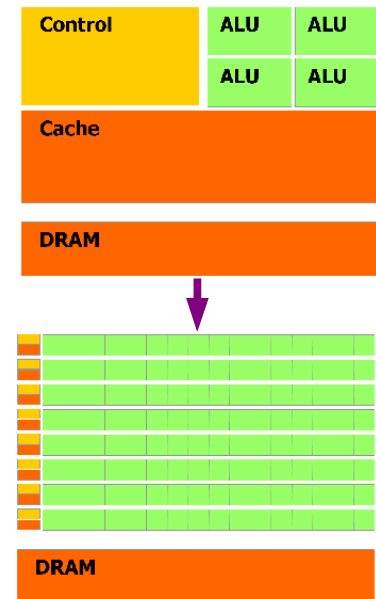 Control
ALU ALU
ALU ALU
Cache
DRAM
DRAM